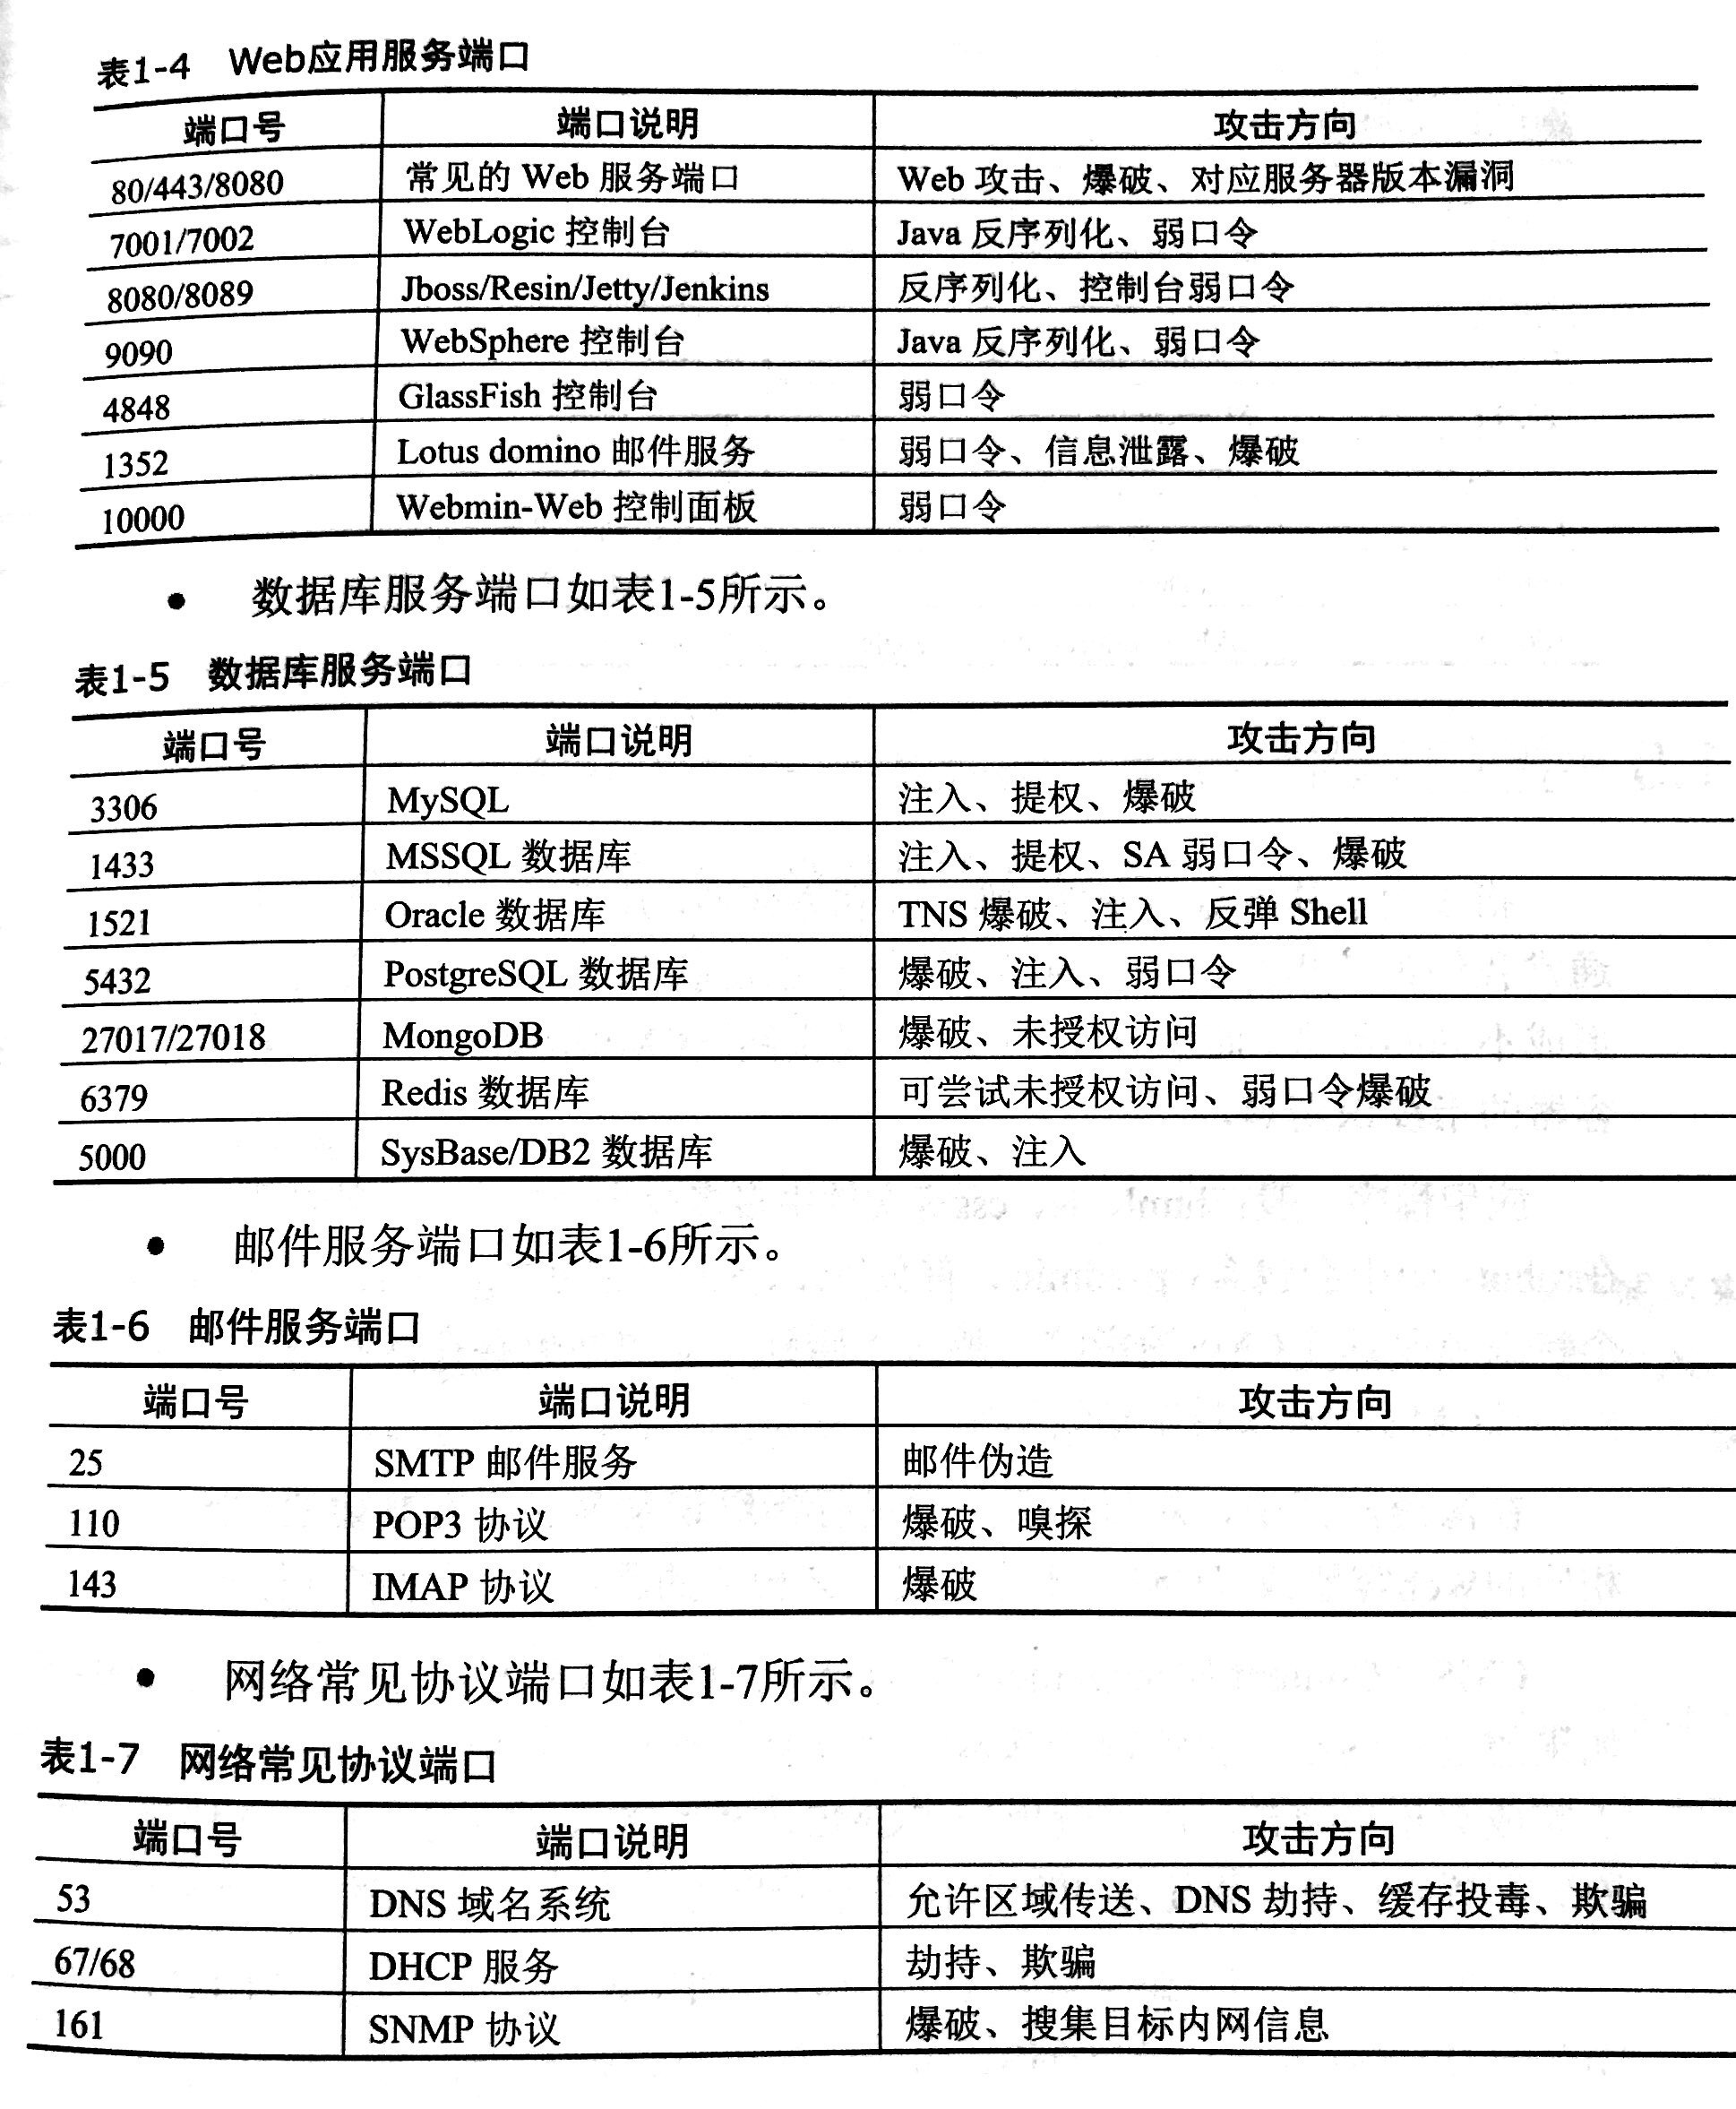 表1-4 Web应用服务端口
端口号 端口说明 攻击方向
80/443/8080 常见的 Web 服务端口 Web 攻击、爆破、对应服务器版本漏洞
7001/7002 WebLogic 控制台 Java 反序列化、弱口令
8080/8089 Jboss/Resin/Jetty/Jenkins 反序列化、控制台弱口令
9090 WebSphere 控制台 Java 反序列化、弱口令
4848 GlassFish 控制台 弱口令
1352 Lotus domino 邮件服务 弱口令、信息泄露、爆破
10000 Webmin-Web 控制面板 弱口令
• 数据库服务端口如表1-5所示。
表1-5 数据库服务端口
端口号 端口说明 攻击方向
3306 MySQL 注入、提权、爆破
1433 MSSQL 数据库 注入、提权、SA 弱口令、爆破
1521 Oracle 数据库 TNS 爆破、注入、反弹 Shell
5432 PostgreSQL 数据库 爆破、注入、弱口令
27017/27018 MongoDB 爆破、未授权访问
6379 Redis 数据库 可尝试未授权访问、弱口令爆破
5000 SysBase/DB2 数据库 爆破、注入
• 邮件服务端口如表1-6所示。
表1-6 邮件服务端口
端口号 端口说明 攻击方向
25 SMTP 邮件服务 邮件伪造
110 POP3 协议 爆破、嗅探
143 IMAP 协议 爆破
• 网络常见协议端口如表1-7所示。
表1-7 网络常见协议端口
端口号 端口说明 攻击方向
53 DNS 域名系统 允许区域传送、DNS 劫持、缓存投毒、欺骗
67/68 DHCP 服务 劫持、欺骗
161 SNMP 协议 爆破、搜集目标内网信息